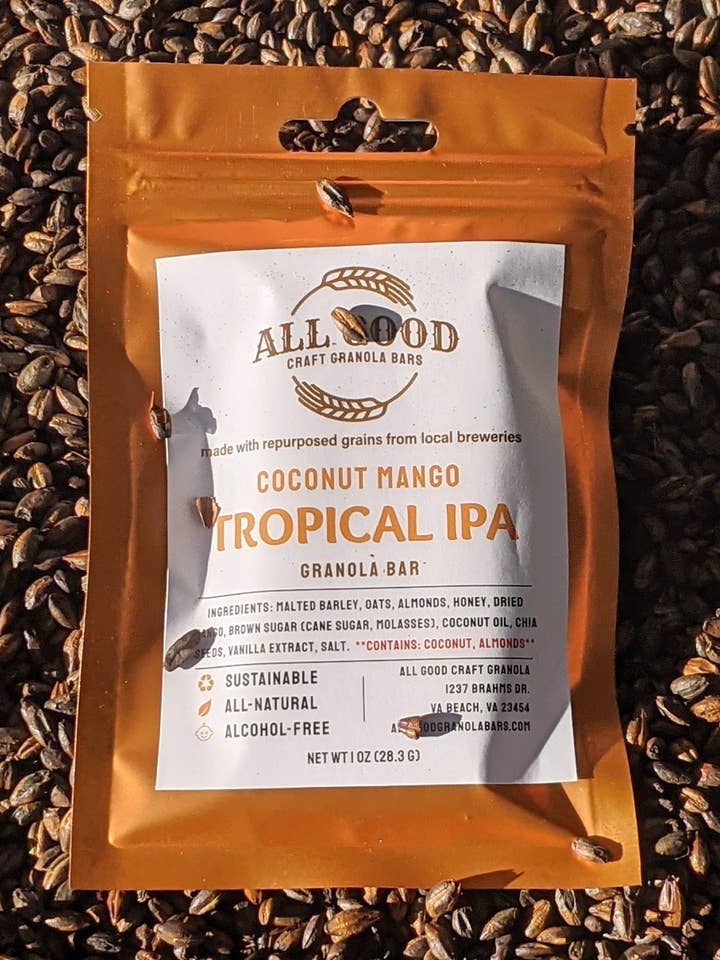 ALL GOOD
CRAFT GRANOLA BARS
made with repurposed grains from local breweries
COCONUT MANGO
TROPICAL IPA
GRANOLA BAR
INGREDIENTS: MALTED BARLEY, OATS, ALMONDS, HONEY, DRIED
MANGO, BROWN SUGAR (CANE SUGAR, MOLASSES), COCONUT OIL, CHIA
SEEDS, VANILLA EXTRACT, SALT. **CONTAINS: COCONUT, ALMONDS**
SUSTAINABLE
ALL-NATURAL
ALCOHOL-FREE
ALL GOOD CRAFT GRANOLA
1237 BRAHMS DR.
VA BEACH, VA 23454
ALLGOODGRANOLABARS.COM
NET WT 1 OZ (28.3 G)